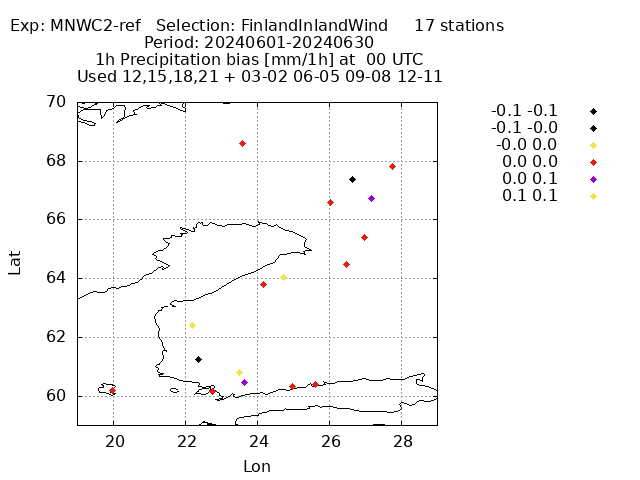 Exp: MNWC2-ref   Selection: FinlandInlandWind     17 stations
Period: 20240601-20240630
1h Precipitation bias [mm/1h] at  00 UTC
Used 12,15,18,21 + 03-02 06-05 09-08 12-11
70
68
66
64
62
60
Lat
20 22 24 26 28
Lon
-0.1 -0.1
-0.1 -0.0
-0.0 0.0
0.0 0.0
0.0 0.1
0.1 0.1